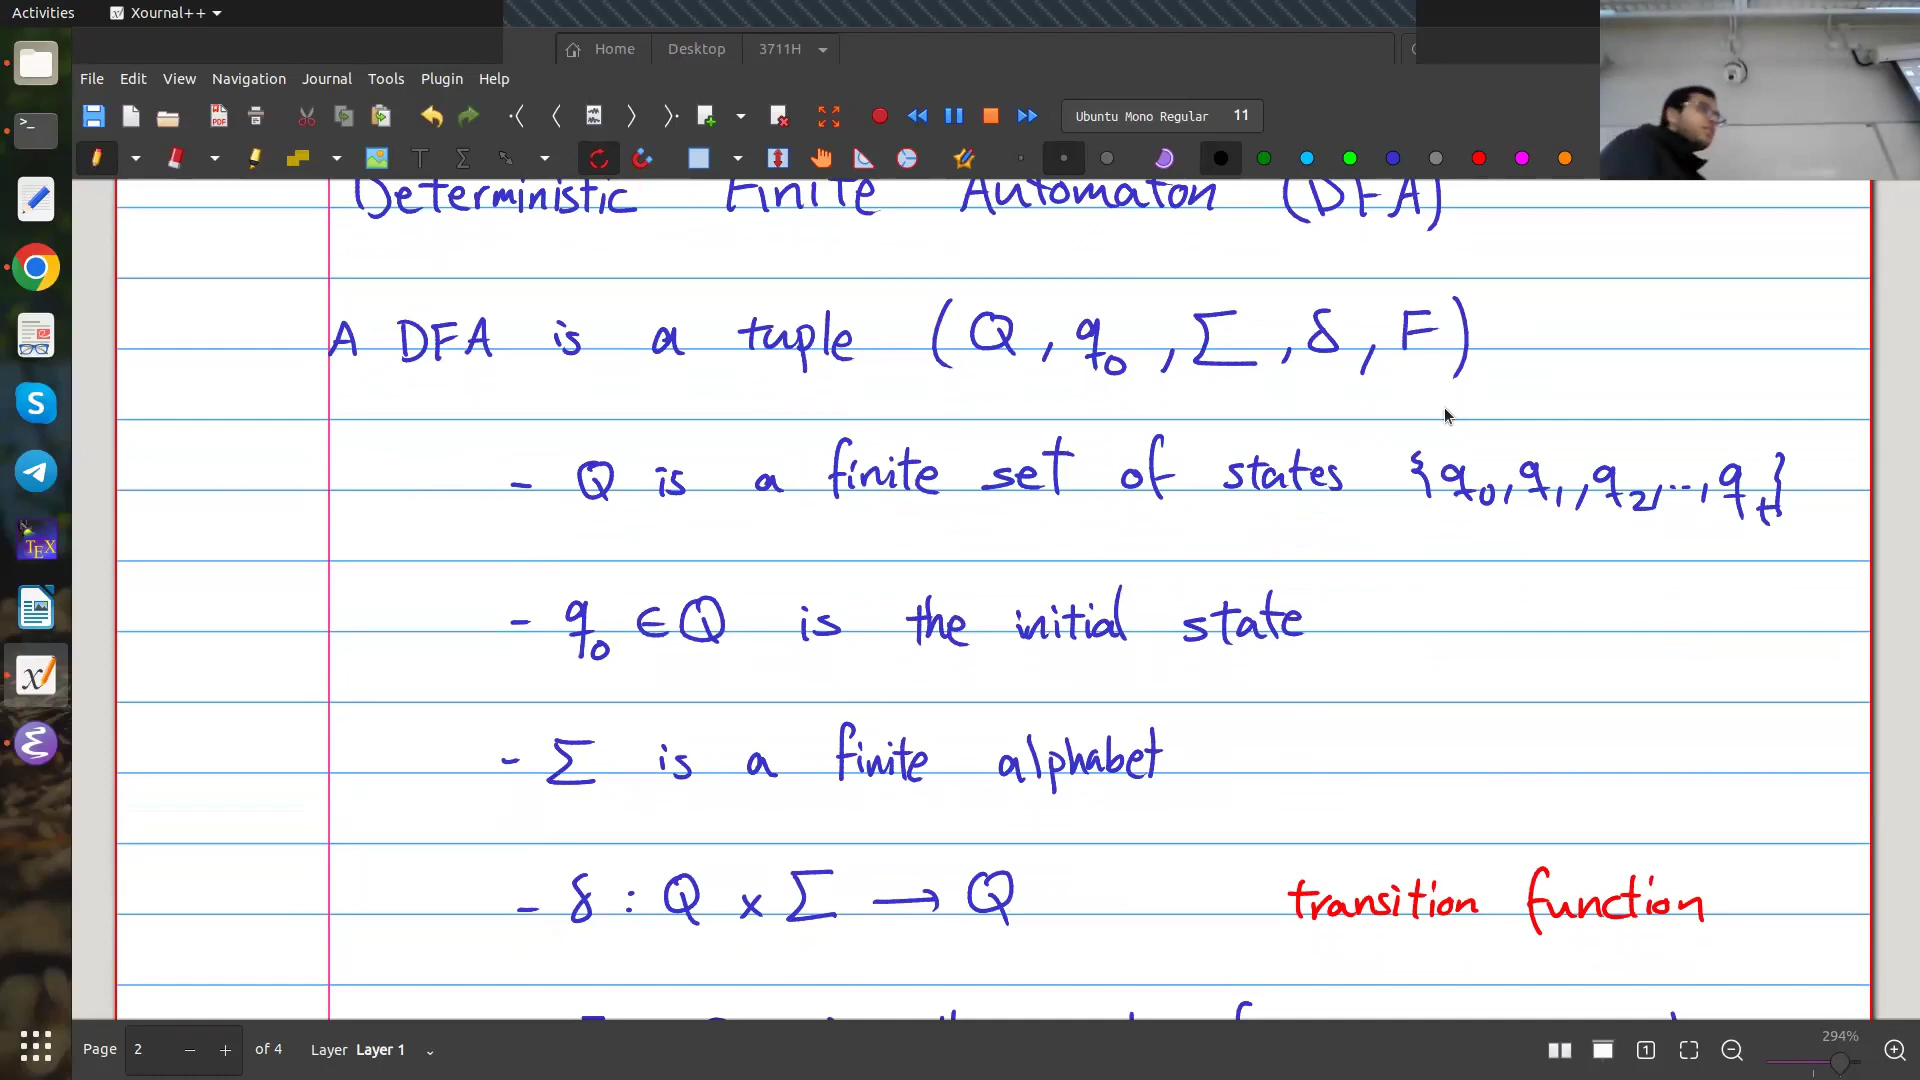 Activities Xournal++
Home Desktop 3711H
File Edit View Navigation Journal Tools Plugin Help
Ubuntu Mono Regular 11
Deterministic Finite Automaton (DFA)
A DFA is a tuple (Q, q₀, Σ, δ, F)
- Q is a finite set of states {q₀, q₁, q₂, ..., qₜ}
- q₀ ∈ Q is the initial state
- Σ is a finite alphabet
- δ : Q × Σ ⟶ Q transition function
Page 2 of 4 Layer Layer 1
294%